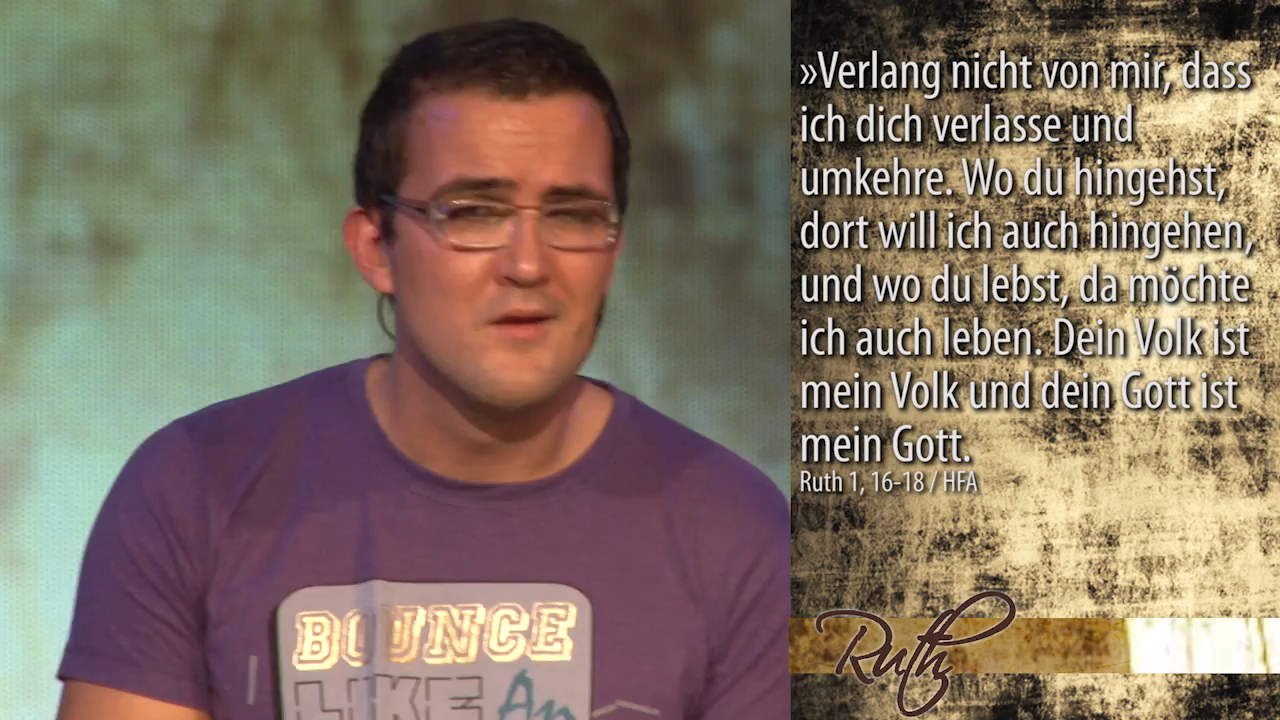 »Verlang nicht von mir, dass
ich dich verlasse und
umkehre. Wo du hingehst,
dort will ich auch hingehen,
und wo du lebst, da möchte
ich auch leben. Dein Volk ist
mein Volk und dein Gott ist
mein Gott.
Ruth 1, 16-18 / HFA
Ruth
BOUNCE
LIKE An